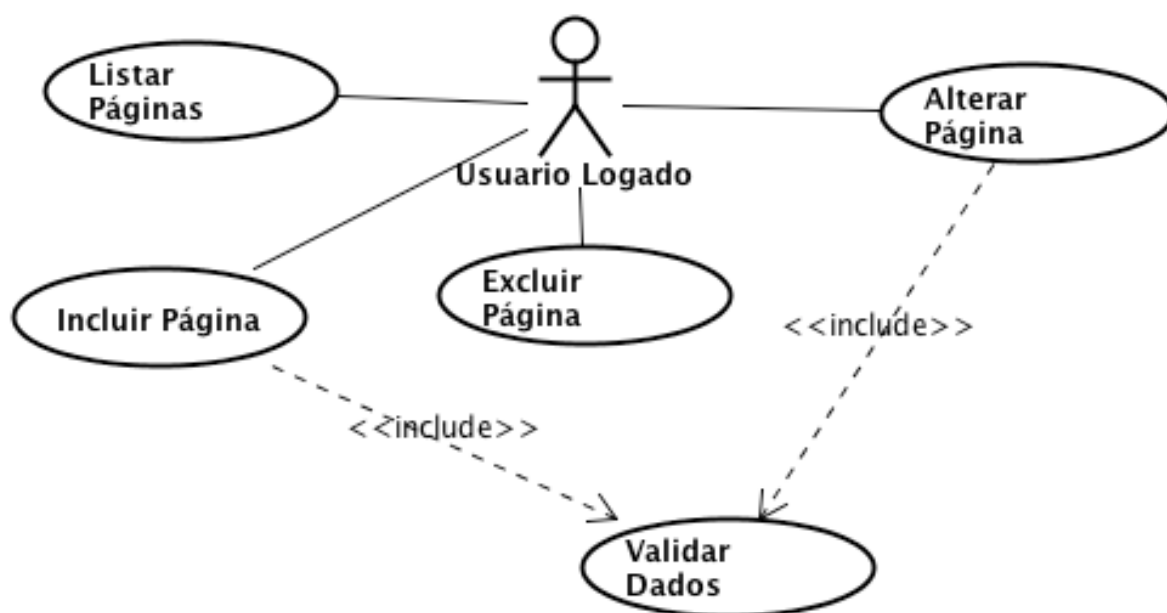 Listar
Páginas
Alterar
Página
Usuario Logado
Incluir Página
Excluir
Página
<<include>>
<<include>>
Validar
Dados